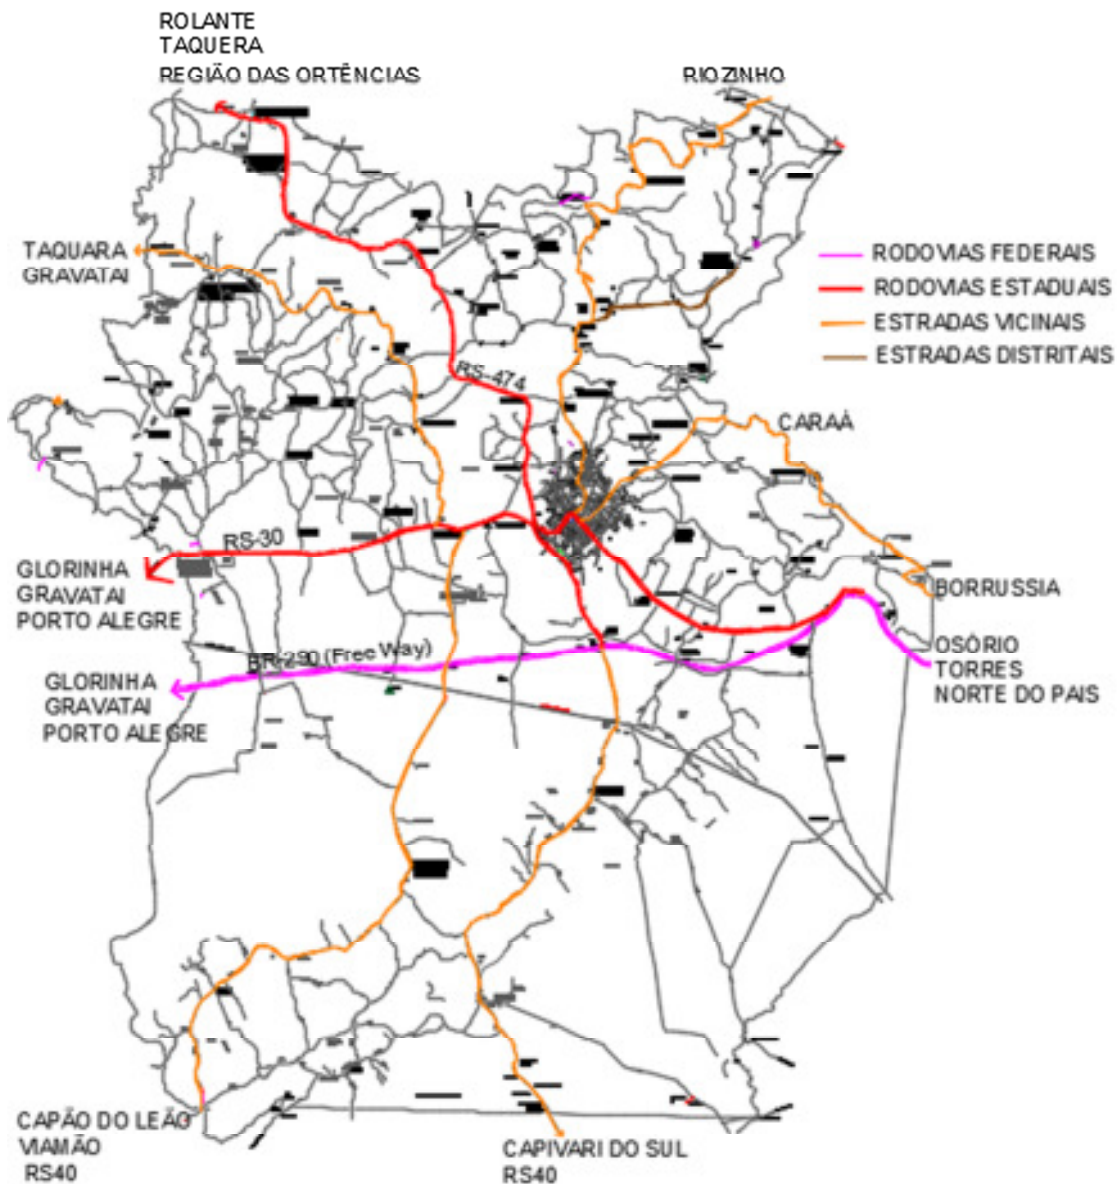 ROLANTE
TAQUERA
REGIÃO DAS ORTÊNCIAS
RIOZINHO
TAQUARA
GRAVATAI
RODOVIAS FEDERAIS
RODOVIAS ESTADUAIS
ESTRADAS VICINAIS
ESTRADAS DISTRITAIS
RS-474
CARAÁ
RS-30
GLORINHA
GRAVATAI
PORTO ALEGRE
BORRUSSIA
BR-290 (Free Way)
OSÓRIO
TORRES
NORTE DO PAIS
GLORINHA
GRAVATAI
PORTO ALEGRE
CAPÃO DO LEÃO
VIAMÃO
RS40
CAPIVARI DO SUL
RS40